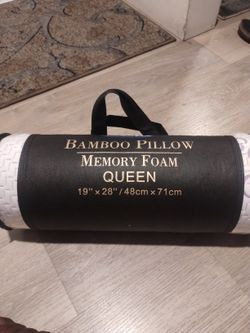 BAMBOO PILLOW
MEMORY FOAM
QUEEN
19" x 28" / 48cm x 71cm